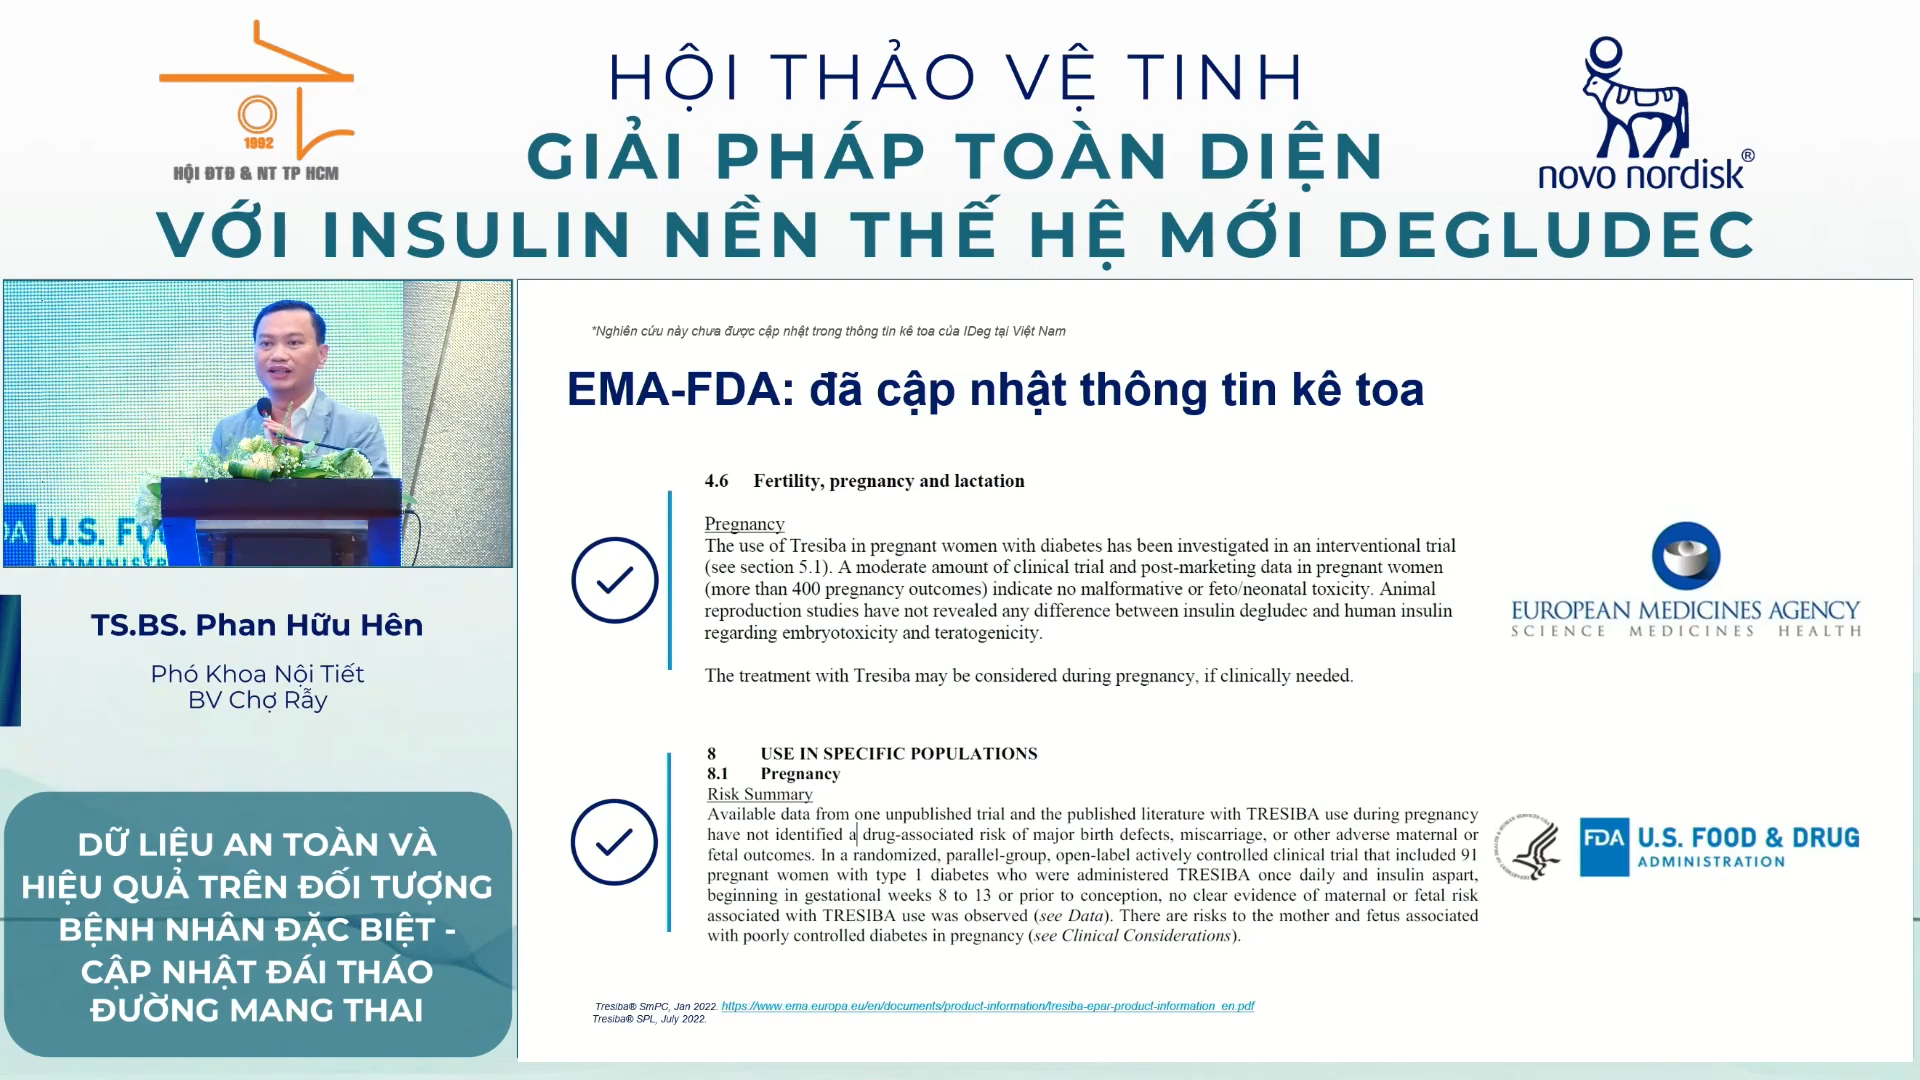 HỘI THẢO VỆ TINH
GIẢI PHÁP TOÀN DIỆN
VỚI INSULIN NỀN THẾ HỆ MỚI DEGLUDEC
1992
HỘI ĐTĐ & NT TP HCM
novo nordisk®
DA U.S. FOO
ADMINISTR
TS.BS. Phan Hữu Hên
Phó Khoa Nội Tiết
BV Chợ Rẫy
DỮ LIỆU AN TOÀN VÀ
HIỆU QUẢ TRÊN ĐỐI TƯỢNG
BỆNH NHÂN ĐẶC BIỆT -
CẬP NHẬT ĐÁI THÁO
ĐƯỜNG MANG THAI
*Nghiên cứu này chưa được cập nhật trong thông tin kê toa của IDeg tại Việt Nam
EMA-FDA: đã cập nhật thông tin kê toa
4.6 Fertility, pregnancy and lactation
Pregnancy
The use of Tresiba in pregnant women with diabetes has been investigated in an interventional trial
(see section 5.1). A moderate amount of clinical trial and post-marketing data in pregnant women
(more than 400 pregnancy outcomes) indicate no malformative or feto/neonatal toxicity. Animal
reproduction studies have not revealed any difference between insulin degludec and human insulin
regarding embryotoxicity and teratogenicity.
The treatment with Tresiba may be considered during pregnancy, if clinically needed.
EUROPEAN MEDICINES AGENCY
SCIENCE MEDICINES HEALTH
8 USE IN SPECIFIC POPULATIONS
8.1 Pregnancy
Risk Summary
Available data from one unpublished trial and the published literature with TRESIBA use during pregnancy
have not identified a drug-associated risk of major birth defects, miscarriage, or other adverse maternal or
fetal outcomes. In a randomized, parallel-group, open-label actively controlled clinical trial that included 91
pregnant women with type 1 diabetes who were administered TRESIBA once daily and insulin aspart,
beginning in gestational weeks 8 to 13 or prior to conception, no clear evidence of maternal or fetal risk
associated with TRESIBA use was observed (see Data). There are risks to the mother and fetus associated
with poorly controlled diabetes in pregnancy (see Clinical Considerations).
FDA U.S. FOOD & DRUG
ADMINISTRATION
Tresiba® SmPC, Jan 2022. https://www.ema.europa.eu/en/documents/product-information/tresiba-epar-product-information_en.pdf
Tresiba® SPL, July 2022.